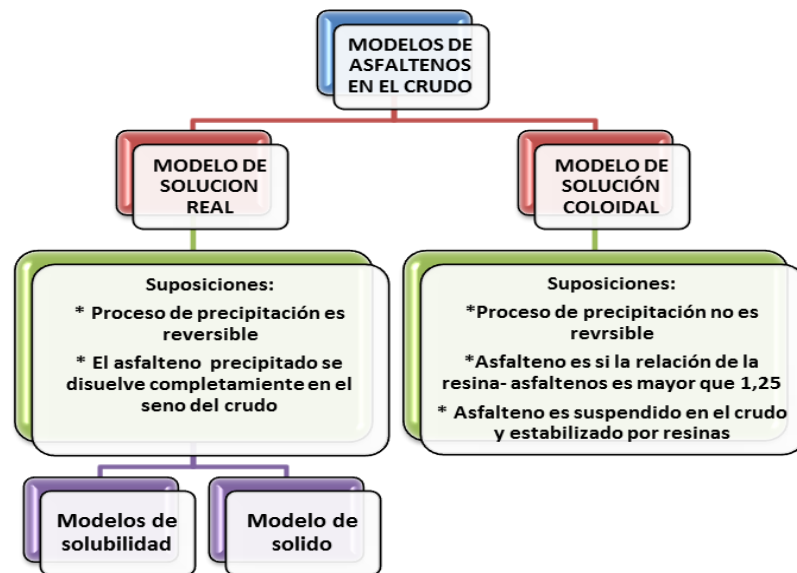 MODELOS DE
ASFALTENOS
EN EL CRUDO
MODELO DE
SOLUCION
REAL
MODELO DE
SOLUCIÓN
COLOIDAL
Suposiciones:
* Proceso de precipitación es
reversible
* El asfalteno precipitado se
disuelve completamiente en el
seno del crudo
Suposiciones:
*Proceso de precipitación no es
revrsible
*Asfalteno es si la relación de la
resina- asfaltenos es mayor que 1,25
* Asfalteno es suspendido en el crudo
y estabilizado por resinas
Modelos de
solubilidad
Modelo de
solido